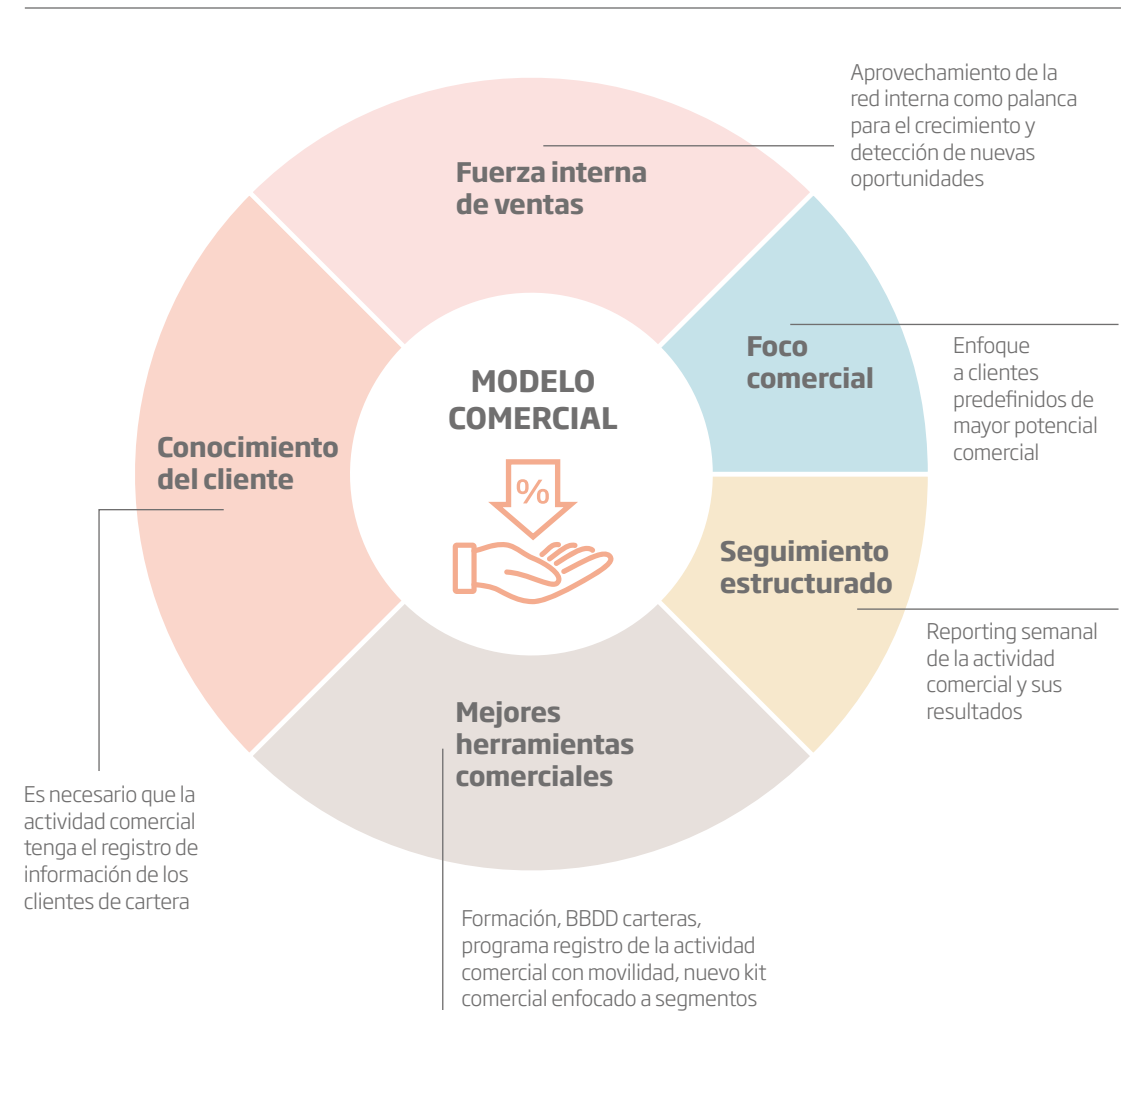 Aprovechamiento de la
red interna como palanca
para el crecimiento y
detección de nuevas
oportunidades
Fuerza interna
de ventas
Foco
comercial
Enfoque
a clientes
predefinidos de
mayor potencial
comercial
MODELO
COMERCIAL
%
Conocimiento
del cliente
Seguimiento
estructurado
Reporting semanal
de la actividad
comercial y sus
resultados
Mejores
herramientas
comerciales
Es necesario que la
actividad comercial
tenga el registro de
información de los
clientes de cartera
Formación, BBDD carteras,
programa registro de la actividad
comercial con movilidad, nuevo kit
comercial enfocado a segmentos